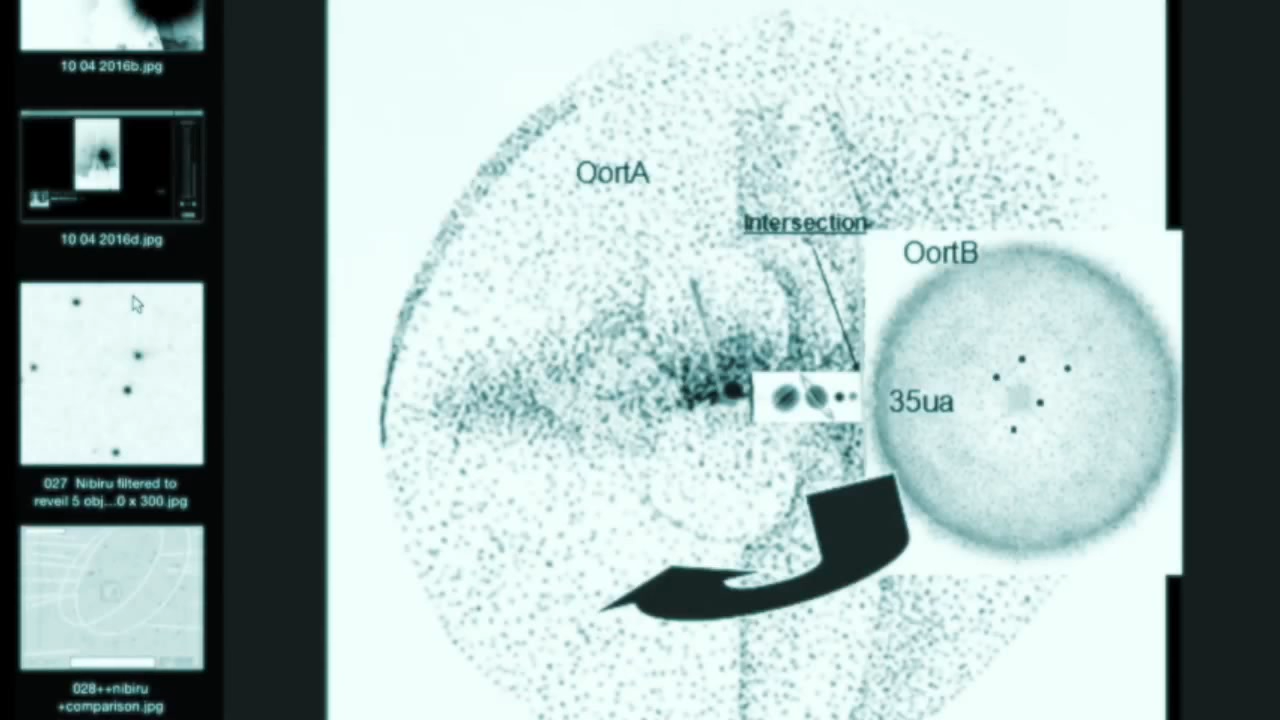 10 04 2016b.jpg
10 04 2016d.jpg
027 Nibiru filtered to
reveil 5 obj...0 x 300.jpg
028++nibiru
+comparison.jpg
OortA
Intersection
OortB
35ua